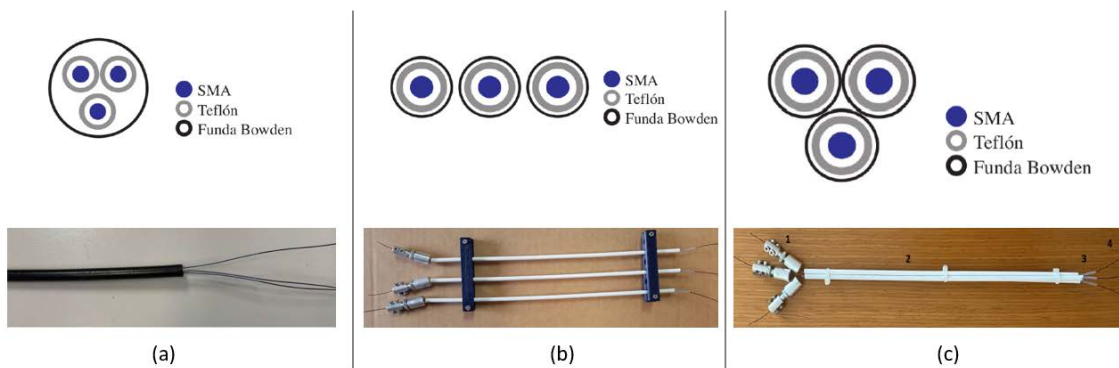 SMA
Teflón
Funda Bowden
(a)
SMA
Teflón
Funda Bowden
(b)
SMA
Teflón
Funda Bowden
1
2
3
4
(c)